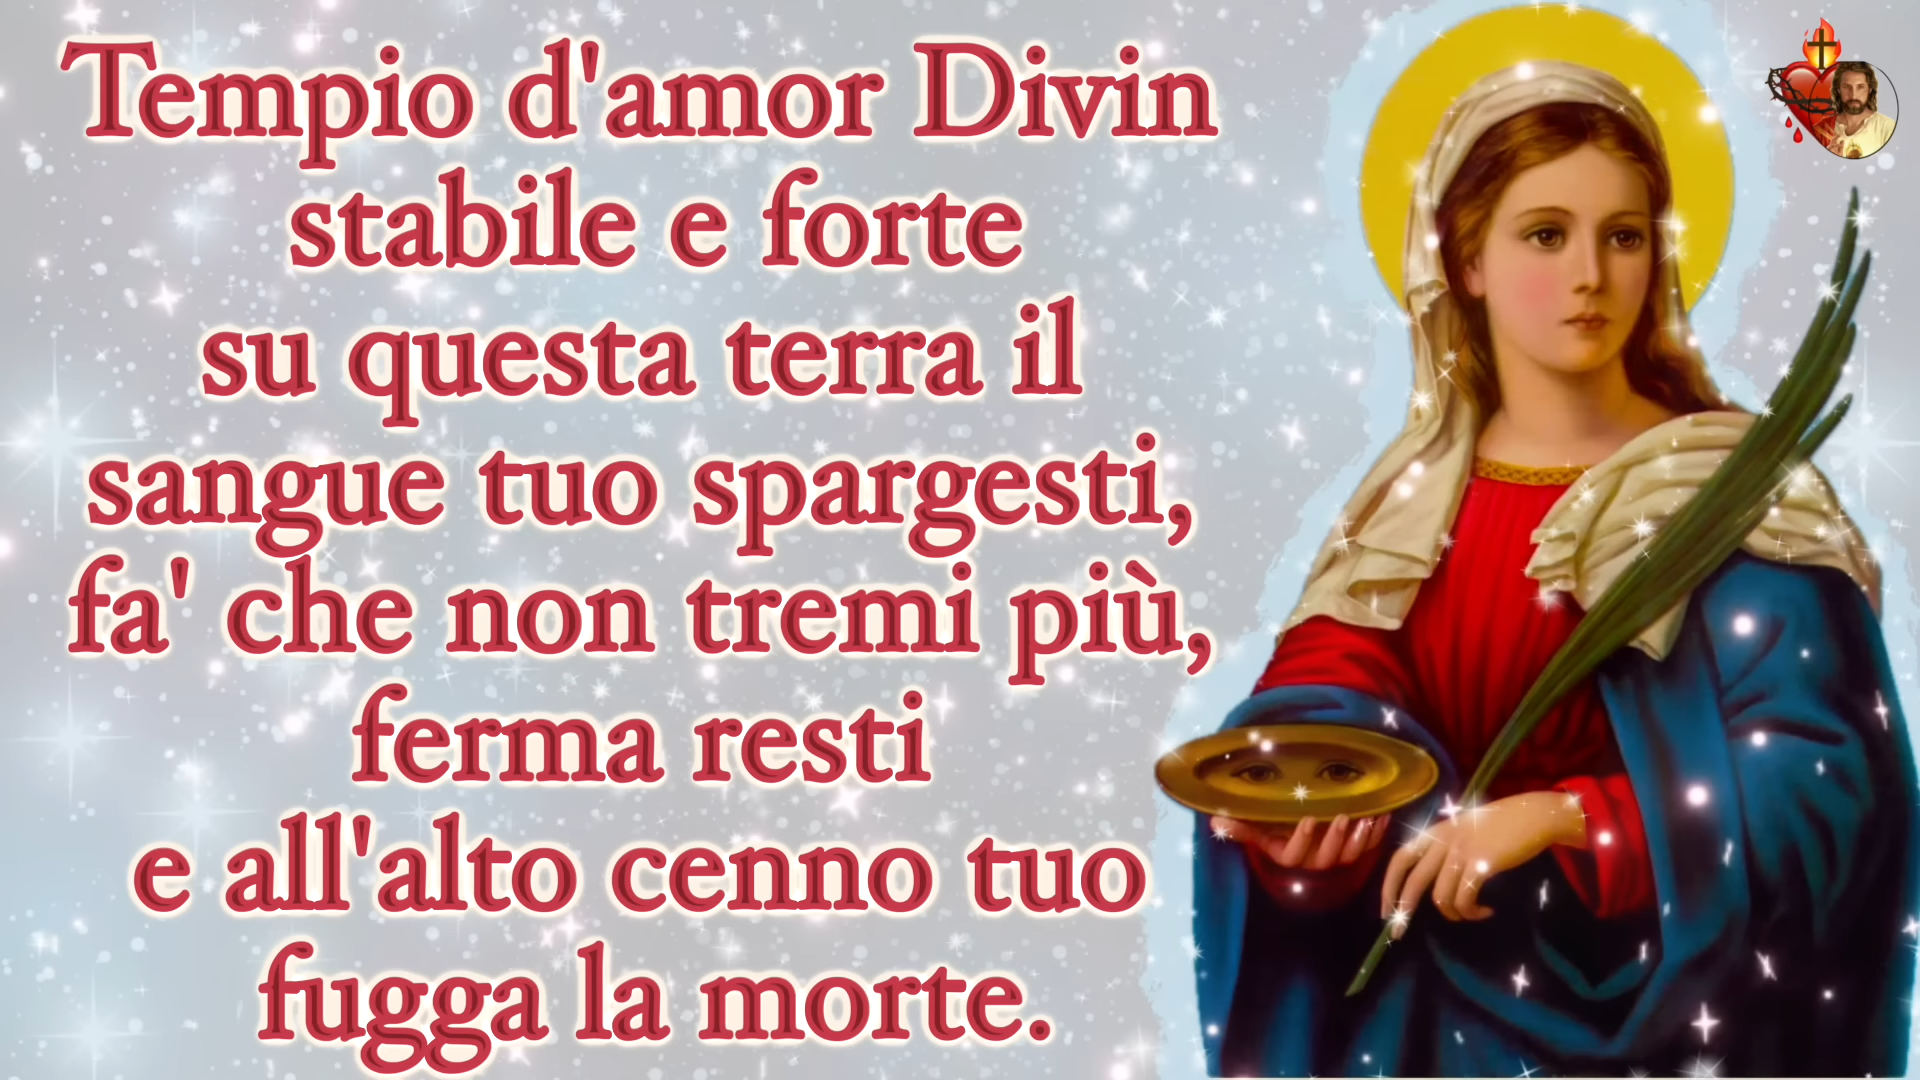 Tempio d'amor Divin
stabile e forte
su questa terra il
sangue tuo spargesti,
fa' che non tremi più,
ferma resti
e all'alto cenno tuo
fugga la morte.